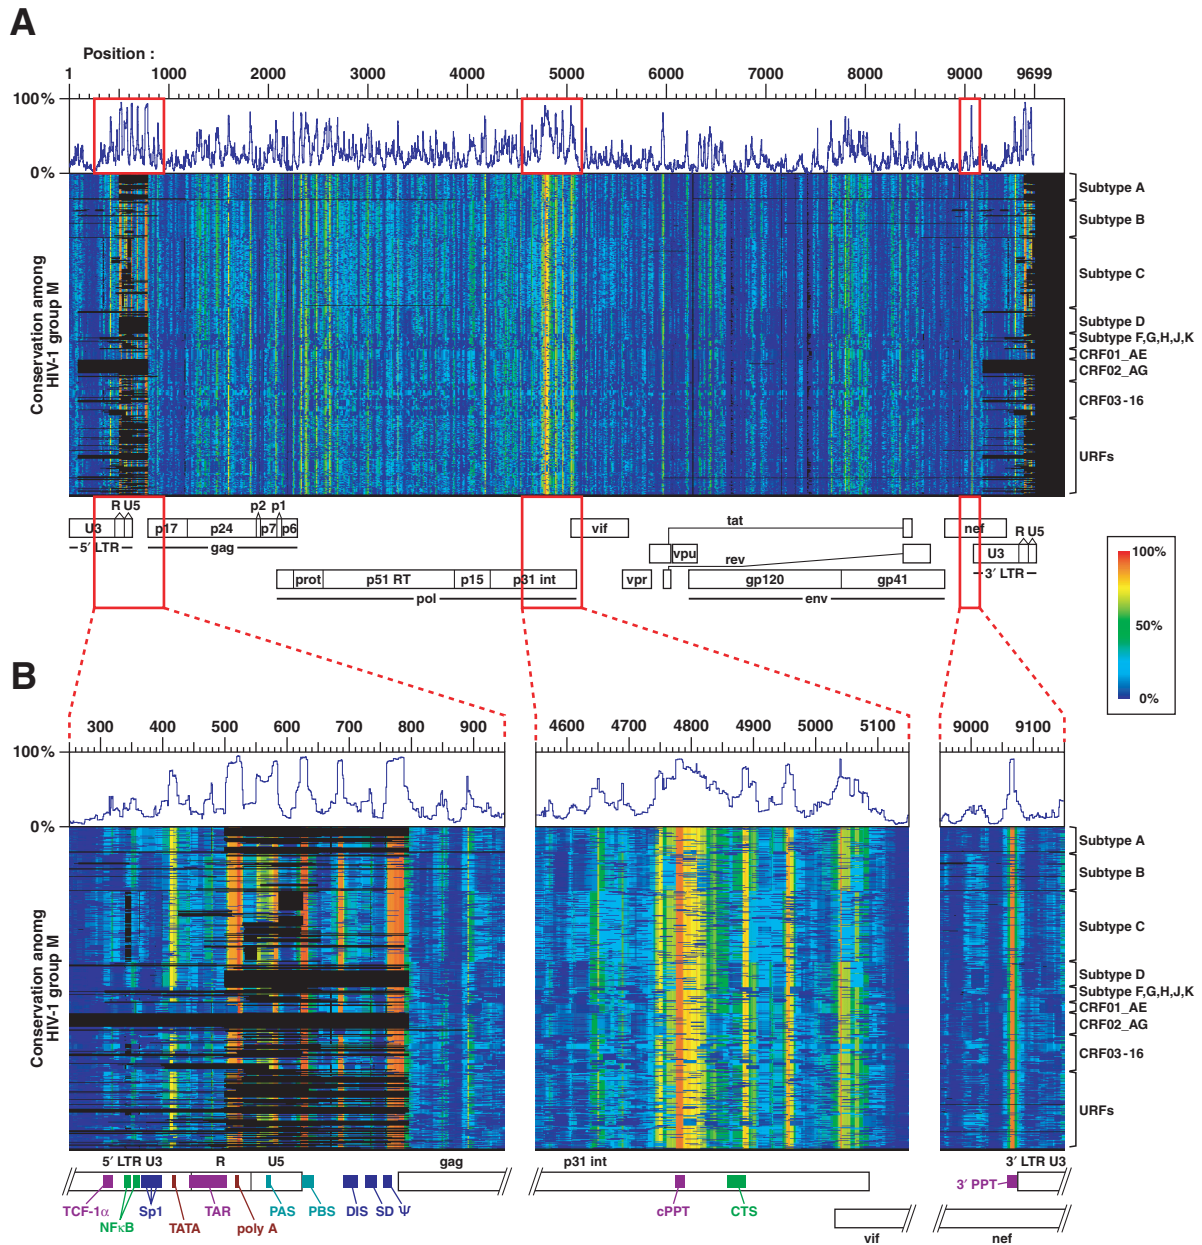 A
Position :
1 1000 2000 3000 4000 5000 6000 7000 8000 9000 9699
100%
0%
Conservation among
HIV-1 group M
Subtype A
Subtype B
Subtype C
Subtype D
Subtype F,G,H,J,K
CRF01_AE
CRF02_AG
CRF03-16
URFs
R U5 p2 p1
U3 p17 p24 p7 p6 vif tat nef R U5
5′ LTR gag vpu rev U3
3′ LTR
prot p51 RT p15 p31 int vpr gp120 gp41
pol env
100%
50%
0%
B
300 400 500 600 700 800 900 4600 4700 4800 4900 5000 5100 9000 9100
100%
0%
Conservation anomg
HIV-1 group M
Subtype A
Subtype B
Subtype C
Subtype D
Subtype F,G,H,J,K
CRF01_AE
CRF02_AG
CRF03-16
URFs
5′ LTR U3 R U5 gag p31 int 3′ LTR U3
TCF-1α NFκB Sp1 TATA TAR poly A PAS PBS DIS SD Ψ cPPT CTS 3′ PPT
vif nef